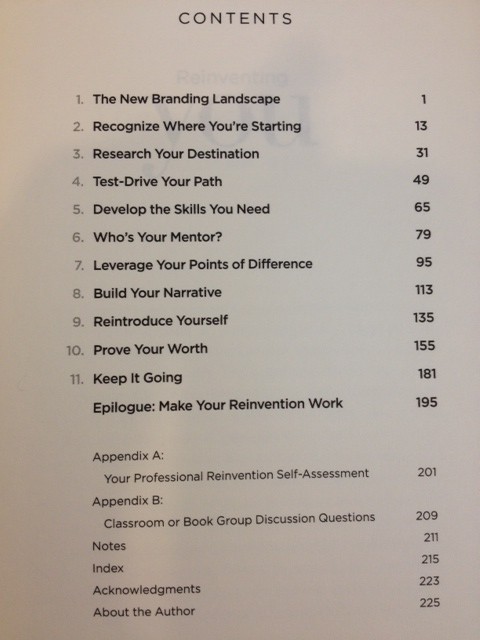 CONTENTS
Reinventing
you
1. The New Branding Landscape 1
2. Recognize Where You're Starting 13
3. Research Your Destination 31
4. Test-Drive Your Path 49
5. Develop the Skills You Need 65
6. Who's Your Mentor? 79
7. Leverage Your Points of Difference 95
8. Build Your Narrative 113
9. Reintroduce Yourself 135
10. Prove Your Worth 155
11. Keep It Going 181
Epilogue: Make Your Reinvention Work 195
Appendix A:
Your Professional Reinvention Self-Assessment 201
Appendix B:
Classroom or Book Group Discussion Questions 209
Notes 211
Index 215
Acknowledgments 223
About the Author 225